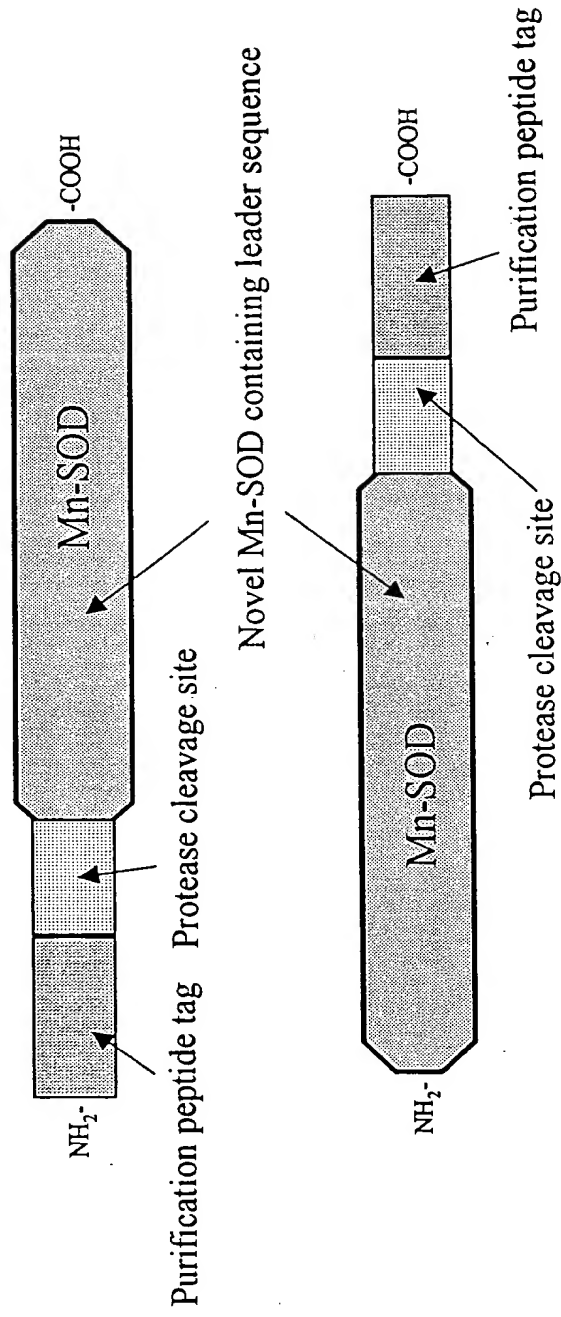 Mn-SOD
-COOH
NH₂-
Purification peptide tag
Protease cleavage site
Novel Mn-SOD containing leader sequence
Mn-SOD
NH₂-
-COOH
Protease cleavage site
Purification peptide tag